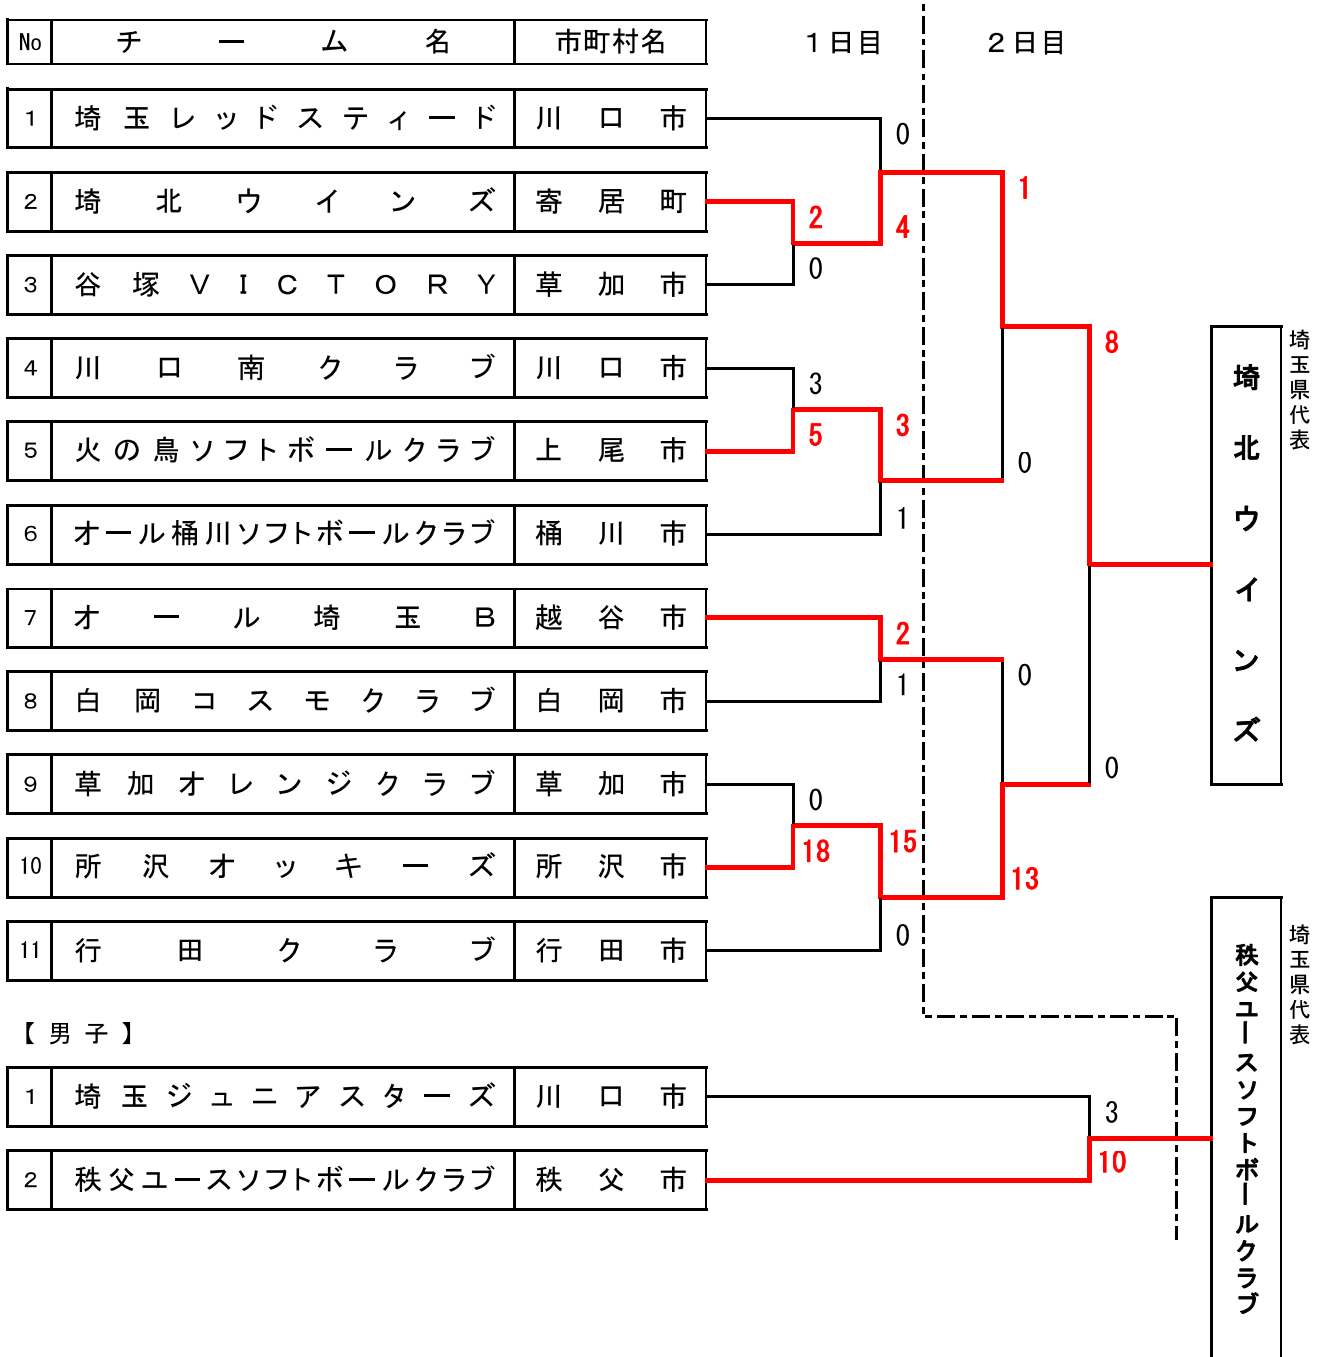 No チーム名 市町村名 1日目 2日目
1 埼玉レッドスティード 川口市
0
2 埼北ウインズ 寄居町
1
2
4
3 谷塚VICTORY 草加市
0
4 川口南クラブ 川口市
8
3
3
5 火の鳥ソフトボールクラブ 上尾市
5
0
6 オール桶川ソフトボールクラブ 桶川市
1
埼北ウインズ
埼玉県代表
7 オール埼玉B 越谷市
2
8 白岡コスモクラブ 白岡市
1
0
9 草加オレンジクラブ 草加市
0
0
10 所沢オッキーズ 所沢市
18
15
13
11 行田クラブ 行田市
0
【男子】
1 埼玉ジュニアスターズ 川口市
3
2 秩父ユースソフトボールクラブ 秩父市
10
秩父ユースソフトボールクラブ
埼玉県代表